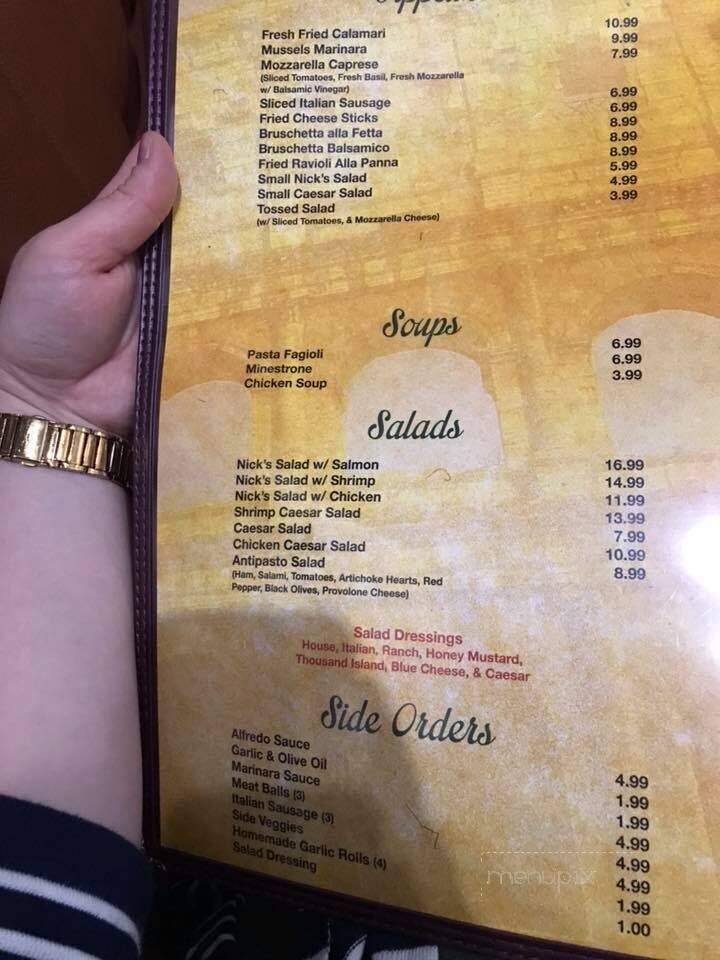 Fresh Fried Calamari 10.99
Mussels Marinara 9.99
Mozzarella Caprese 7.99
(Sliced Tomatoes, Fresh Basil, Fresh Mozzarella
w/ Balsamic Vinegar)
Sliced Italian Sausage 6.99
Fried Cheese Sticks 6.99
Bruschetta alla Fetta 8.99
Bruschetta Balsamico 8.99
Fried Ravioli Alla Panna 8.99
Small Nick's Salad 5.99
Small Caesar Salad 4.99
Tossed Salad 3.99
(w/ Sliced Tomatoes, & Mozzarella Cheese)
Soups
Pasta Fagioli 6.99
Minestrone 6.99
Chicken Soup 3.99
Salads
Nick's Salad w/ Salmon 16.99
Nick's Salad w/ Shrimp 14.99
Nick's Salad w/ Chicken 11.99
Shrimp Caesar Salad 13.99
Caesar Salad 7.99
Chicken Caesar Salad 10.99
Antipasto Salad 8.99
(Ham, Salami, Tomatoes, Artichoke Hearts, Red
Pepper, Black Olives, Provolone Cheese)
Salad Dressings
House, Italian, Ranch, Honey Mustard,
Thousand Island, Blue Cheese, & Caesar
Side Orders
Alfredo Sauce 4.99
Garlic & Olive Oil 1.99
Marinara Sauce 1.99
Meat Balls (3) 4.99
Italian Sausage (3) 4.99
Side Veggies 4.99
Homemade Garlic Rolls (4) 1.99
Salad Dressing 1.00
menupix